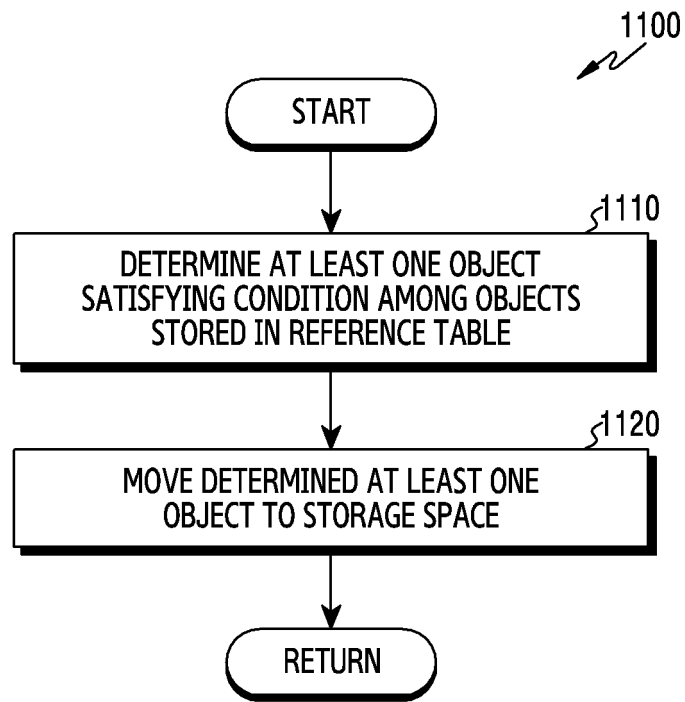 1100
START
1110
DETERMINE AT LEAST ONE OBJECT
SATISFYING CONDITION AMONG OBJECTS
STORED IN REFERENCE TABLE
1120
MOVE DETERMINED AT LEAST ONE
OBJECT TO STORAGE SPACE
RETURN